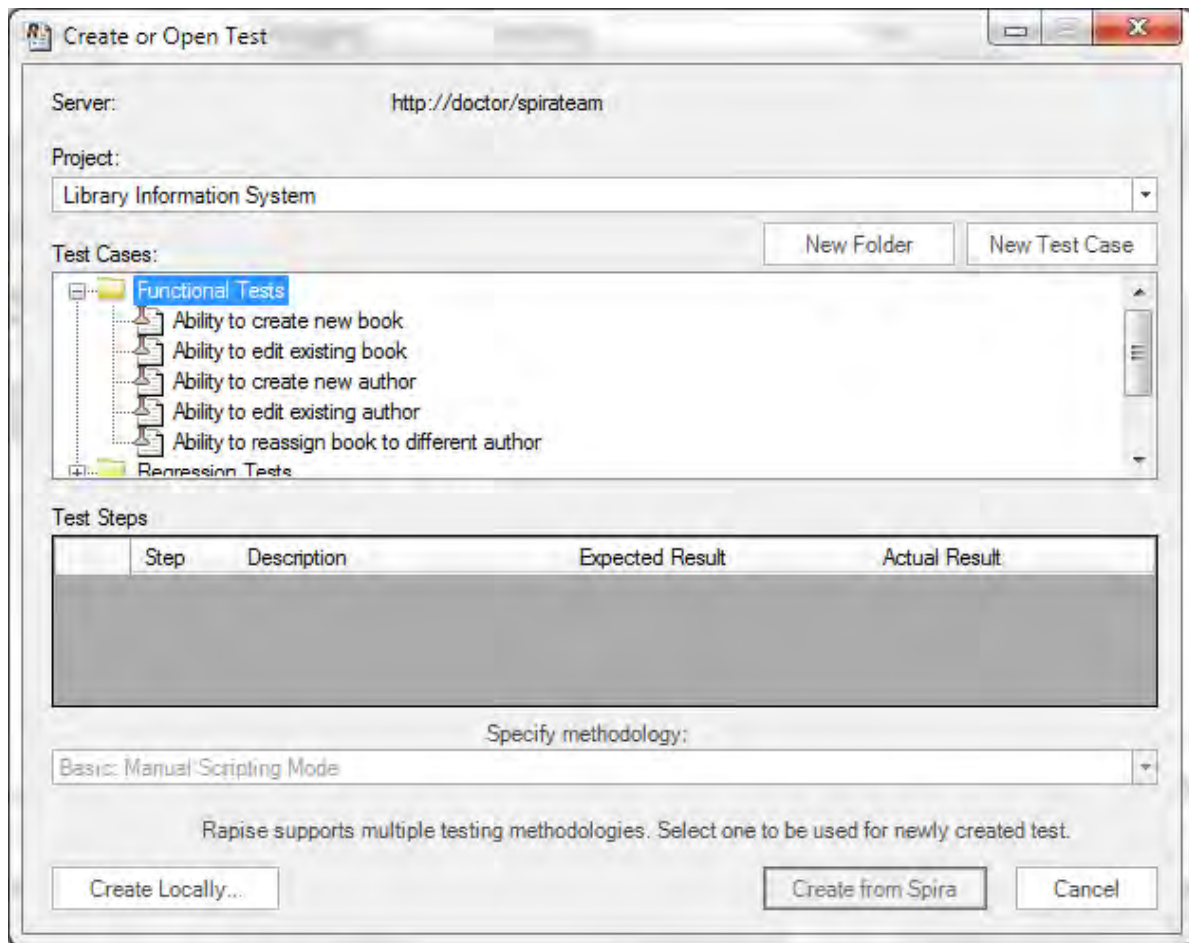 Create or Open Test
Server: http://doctor/spirateam
Project:
Library Information System
New Folder New Test Case
Test Cases:
Functional Tests
Ability to create new book
Ability to edit existing book
Ability to create new author
Ability to edit existing author
Ability to reassign book to different author
Regression Tests
Test Steps
Step Description Expected Result Actual Result
Specify methodology:
Basic: Manual Scripting Mode
Rapise supports multiple testing methodologies. Select one to be used for newly created test.
Create Locally... Create from Spira Cancel